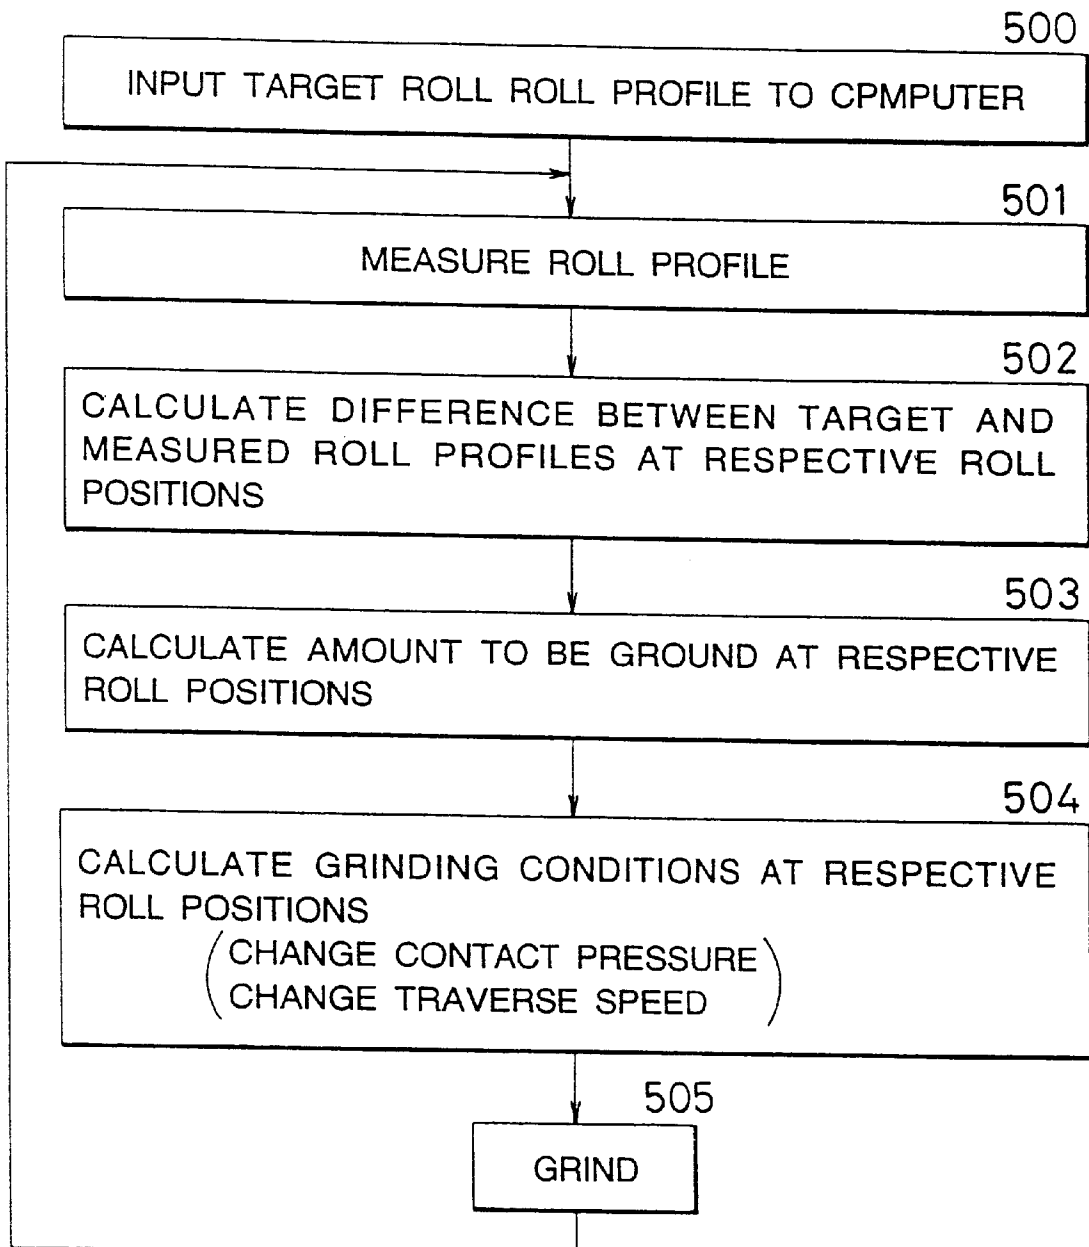 500
INPUT TARGET ROLL ROLL PROFILE TO CPMPUTER
501
MEASURE ROLL PROFILE
502
CALCULATE DIFFERENCE BETWEEN TARGET AND
MEASURED ROLL PROFILES AT RESPECTIVE ROLL
POSITIONS
503
CALCULATE AMOUNT TO BE GROUND AT RESPECTIVE
ROLL POSITIONS
504
CALCULATE GRINDING CONDITIONS AT RESPECTIVE
ROLL POSITIONS
(CHANGE CONTACT PRESSURE
CHANGE TRAVERSE SPEED)
505
GRIND